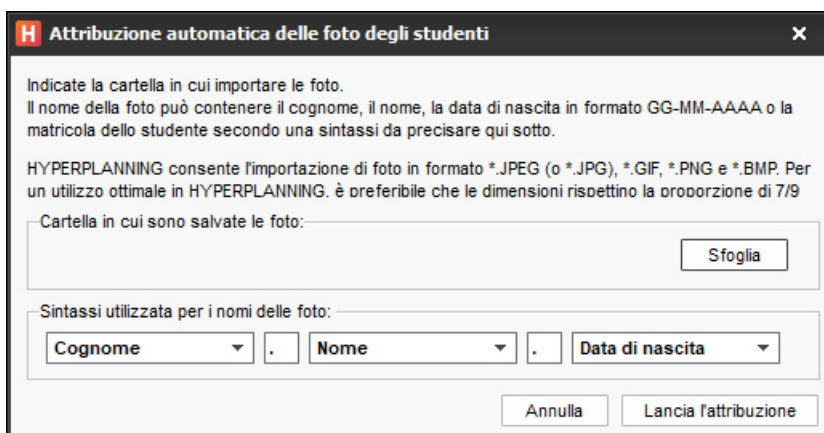 H Attribuzione automatica delle foto degli studenti
Indicate la cartella in cui importare le foto.
Il nome della foto può contenere il cognome, il nome, la data di nascita in formato GG-MM-AAAA o la
matricola dello studente secondo una sintassi da precisare qui sotto.
HYPERPLANNING consente l'importazione di foto in formato *.JPEG (o *.JPG), *.GIF, *.PNG e *.BMP. Per
un utilizzo ottimale in HYPERPLANNING, è preferibile che le dimensioni rispettino la proporzione di 7/9
Cartella in cui sono salvate le foto:
Sfoglia
Sintassi utilizzata per i nomi delle foto:
Cognome . Nome . Data di nascita
Annulla Lancia l'attribuzione